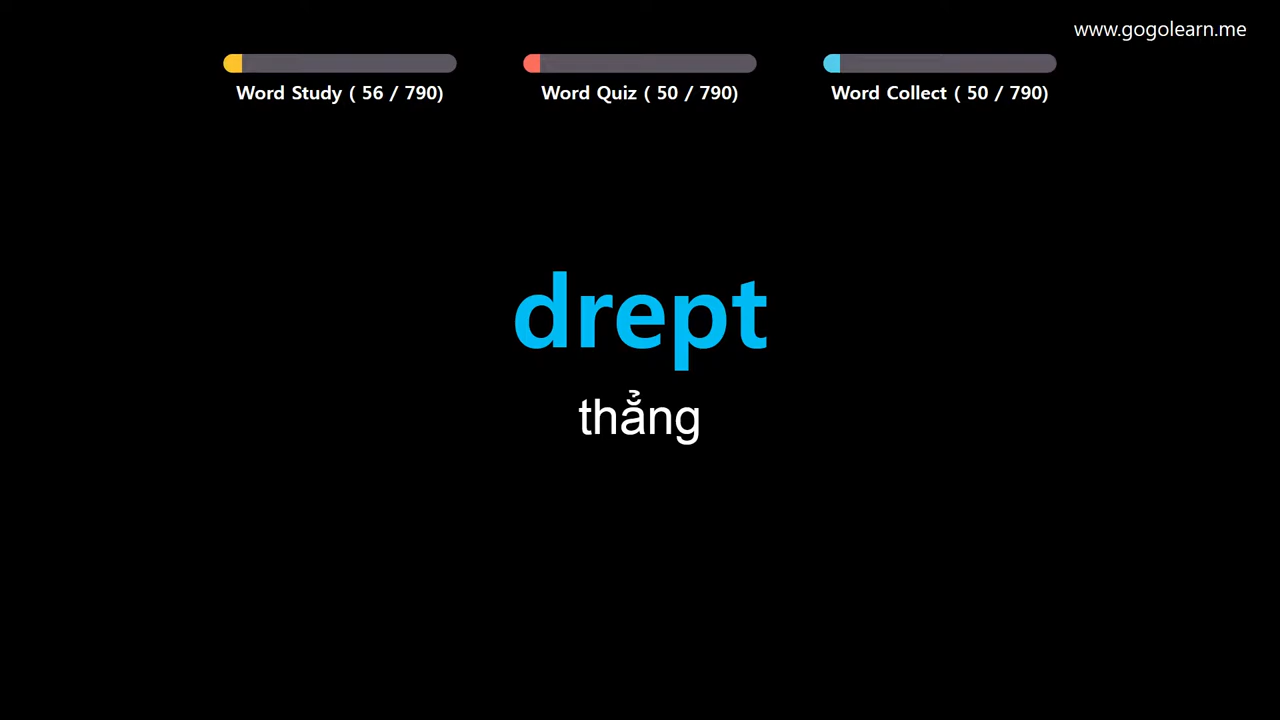 www.gogolearn.me
Word Study ( 56 / 790)
Word Quiz ( 50 / 790)
Word Collect ( 50 / 790)
drept
thẳng